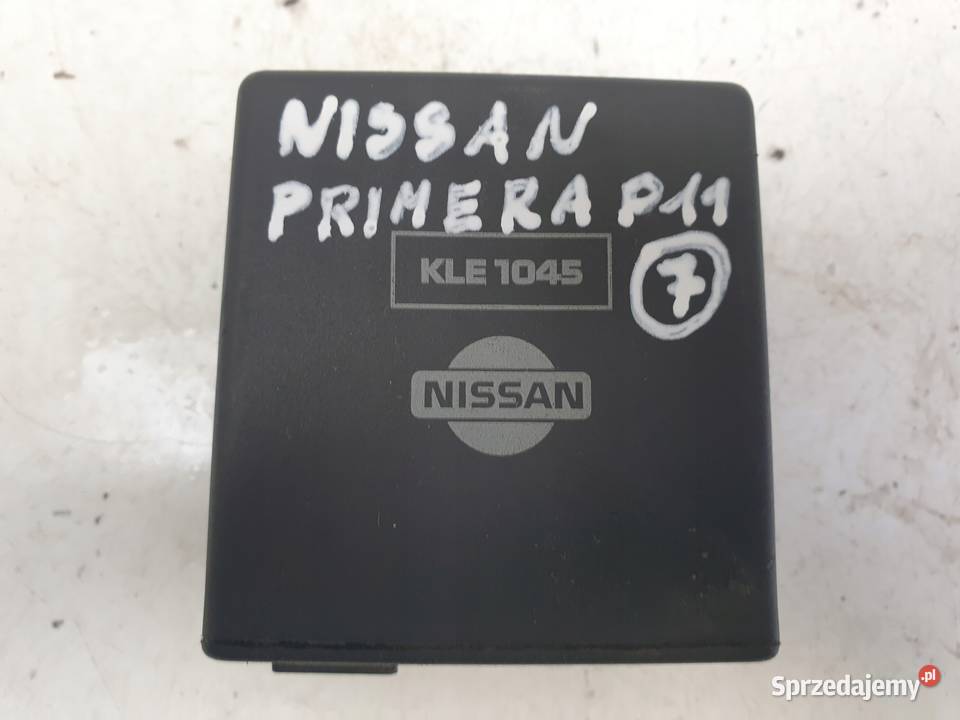 NISSAN
PRIMERA P11
KLE 1045
7
NISSAN
Sprzedajemy.pl